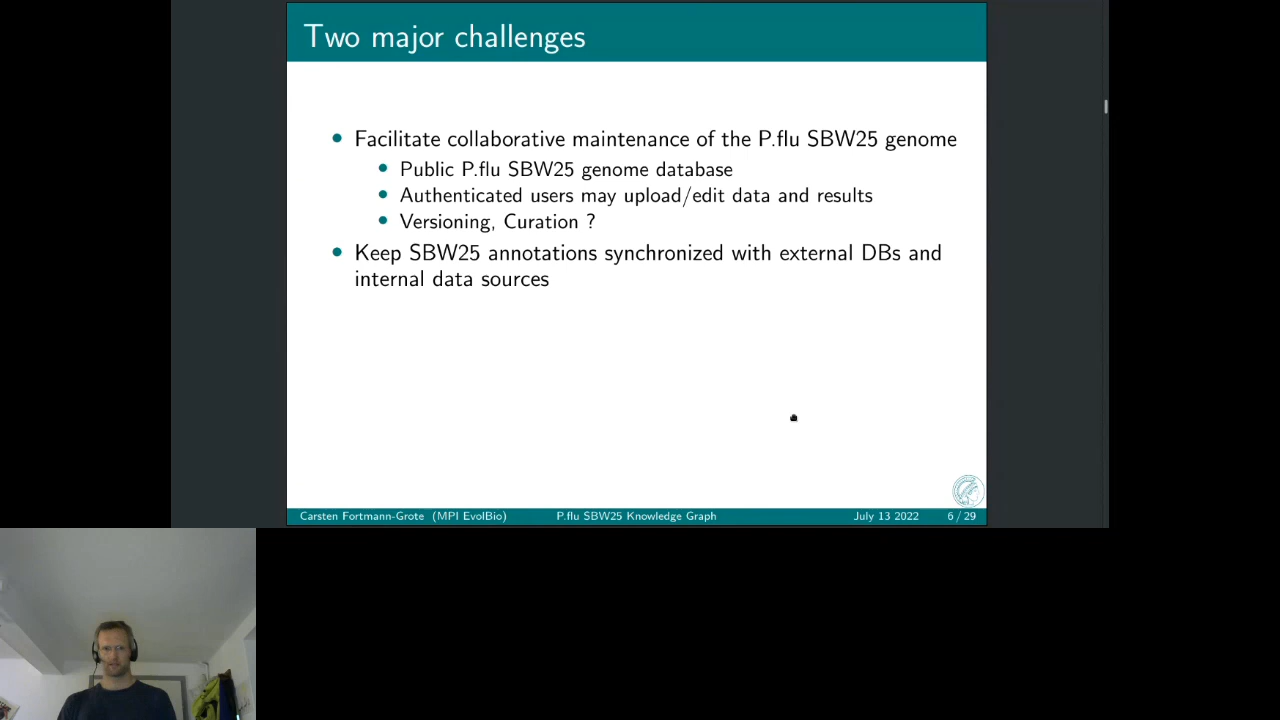 Two major challenges
Facilitate collaborative maintenance of the P.flu SBW25 genome
Public P.flu SBW25 genome database
Authenticated users may upload/edit data and results
Versioning, Curation ?
Keep SBW25 annotations synchronized with external DBs and
internal data sources
Carsten Fortmann-Grote (MPI EvolBio) P.flu SBW25 Knowledge Graph July 13 2022 6 / 29